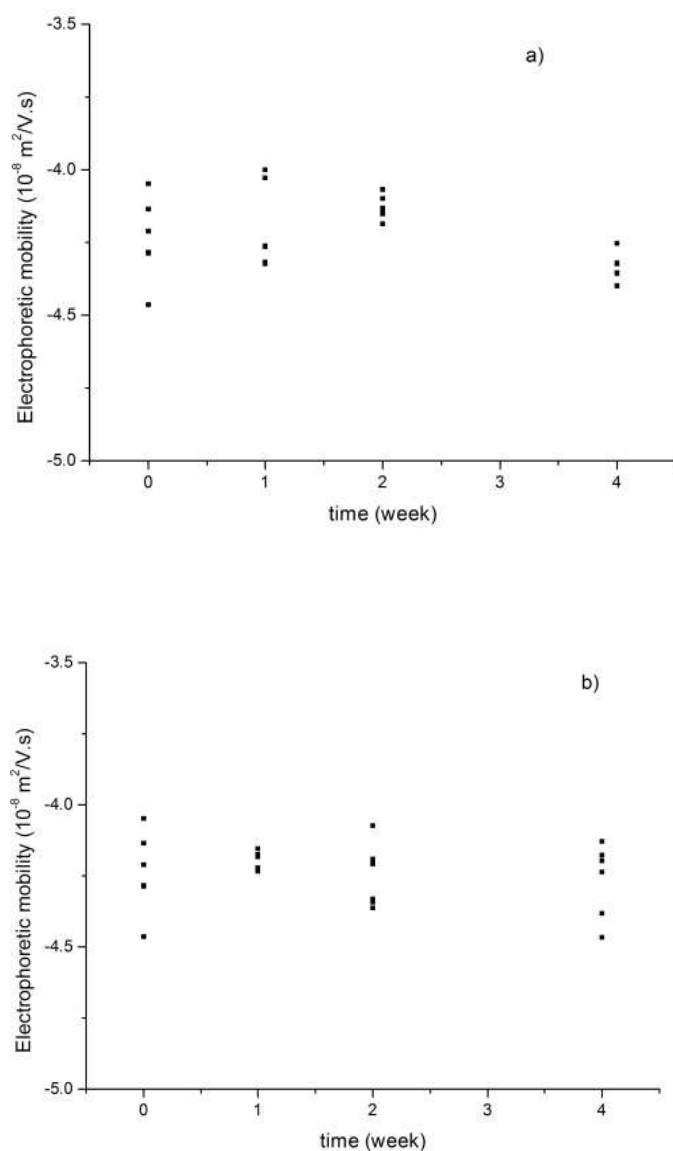 a)
Electrophoretic mobility (10⁻⁸ m²/V.s)
-3.5
-4.0
-4.5
-5.0
0 1 2 3 4
time (week)
b)
Electrophoretic mobility (10⁻⁸ m²/V.s)
-3.5
-4.0
-4.5
-5.0
0 1 2 3 4
time (week)